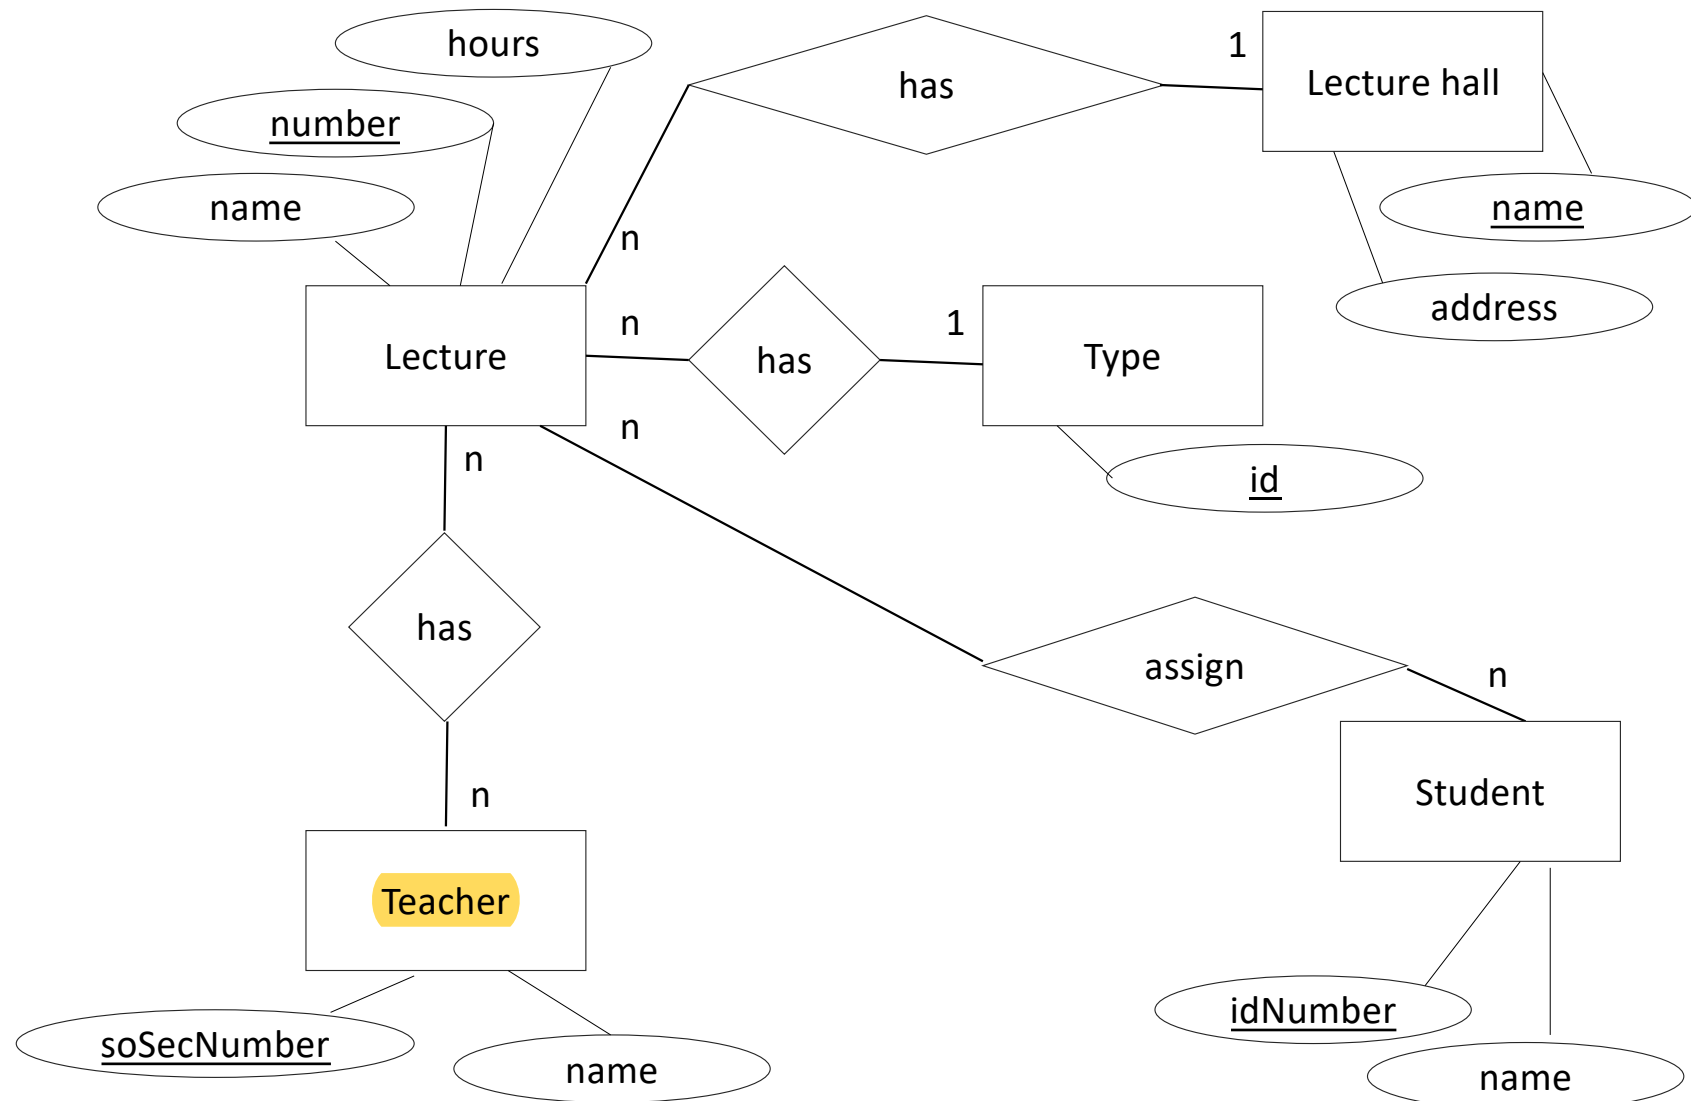 hours
has
1
Lecture hall
number
name
name
n
address
Lecture
n
has
1
Type
n
n
id
has
assign
n
n
Student
Teacher
soSecNumber
name
idNumber
name